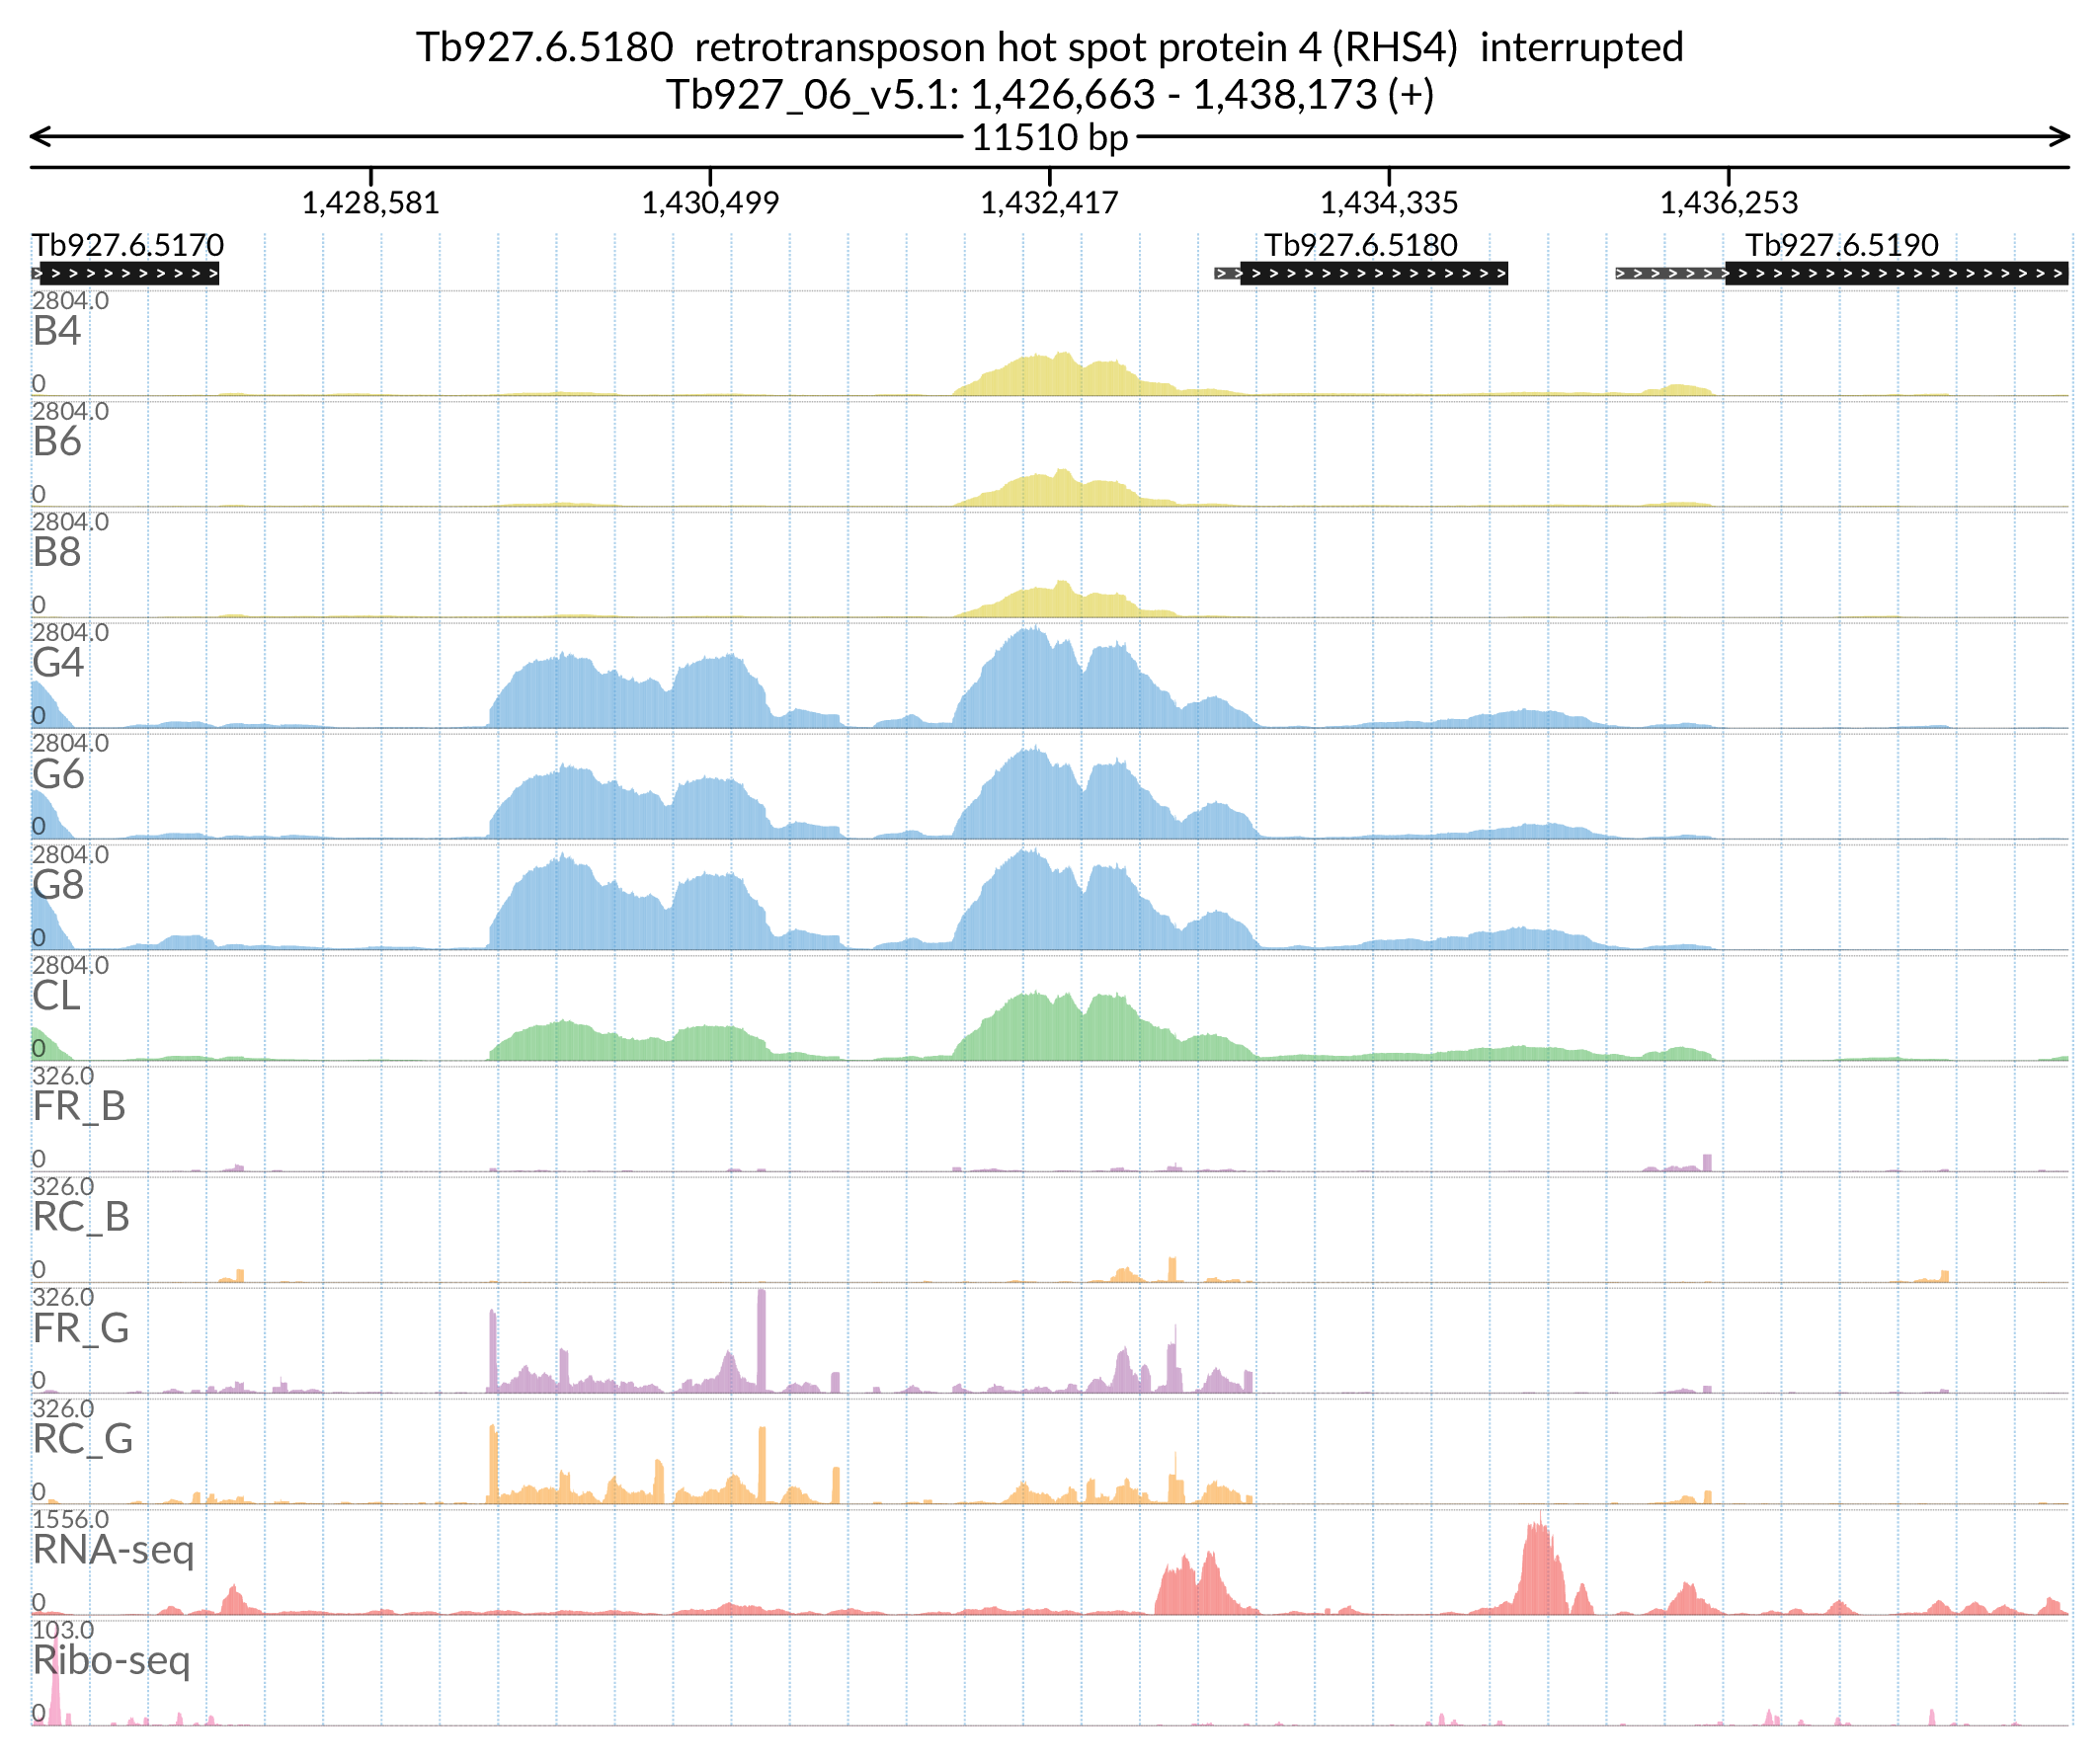 Tb927.6.5180  retrotransposon hot spot protein 4 (RHS4)  interrupted
Tb927_06_v5.1: 1,426,663 - 1,438,173 (+)
11510 bp
1,428,581 1,430,499 1,432,417 1,434,335 1,436,253
Tb927.6.5170 Tb927.6.5180 Tb927.6.5190
2804.0
B4
0
2804.0
B6
0
2804.0
B8
0
2804.0
G4
0
2804.0
G6
0
2804.0
G8
0
2804.0
CL
0
326.0
FR_B
0
326.0
RC_B
0
326.0
FR_G
0
326.0
RC_G
0
1556.0
RNA-seq
0
103.0
Ribo-seq
0